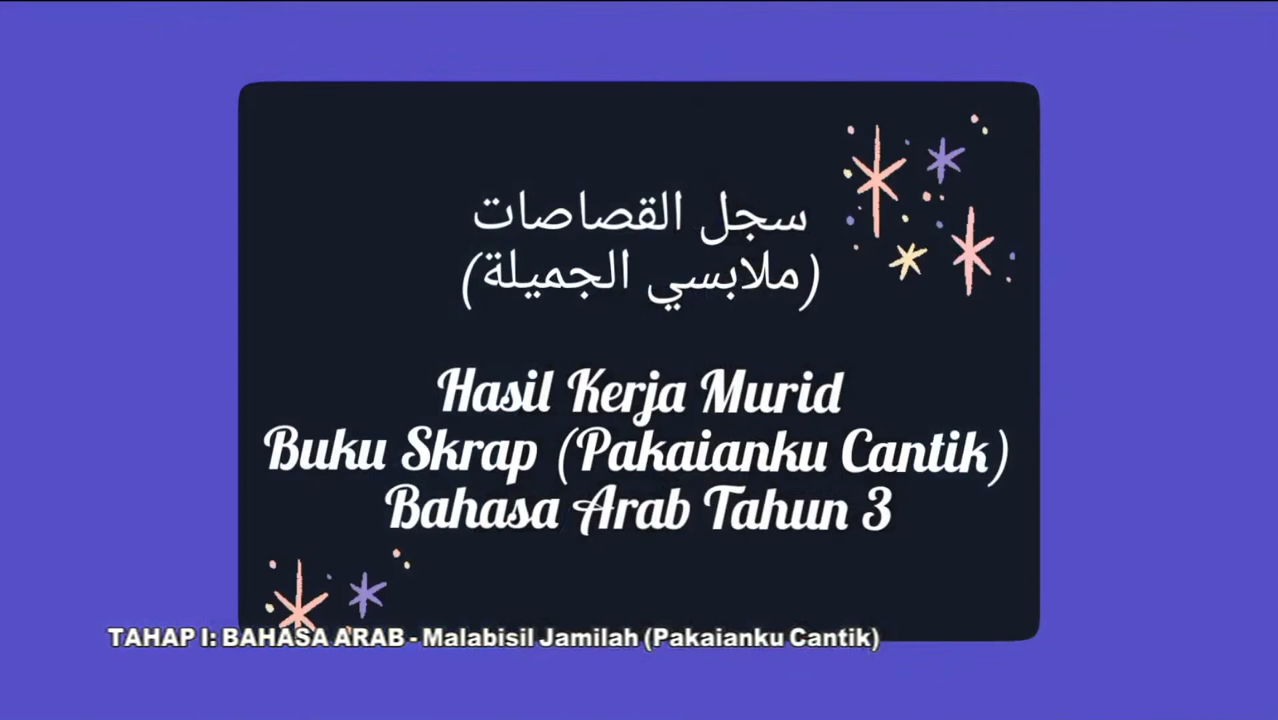 سجل القصاصات
(ملابسي الجميلة)
Hasil Kerja Murid
Buku Skrap (Pakaianku Cantik)
Bahasa Arab Tahun 3
TAHAP I: BAHASA ARAB - Malabisil Jamilah (Pakaianku Cantik)